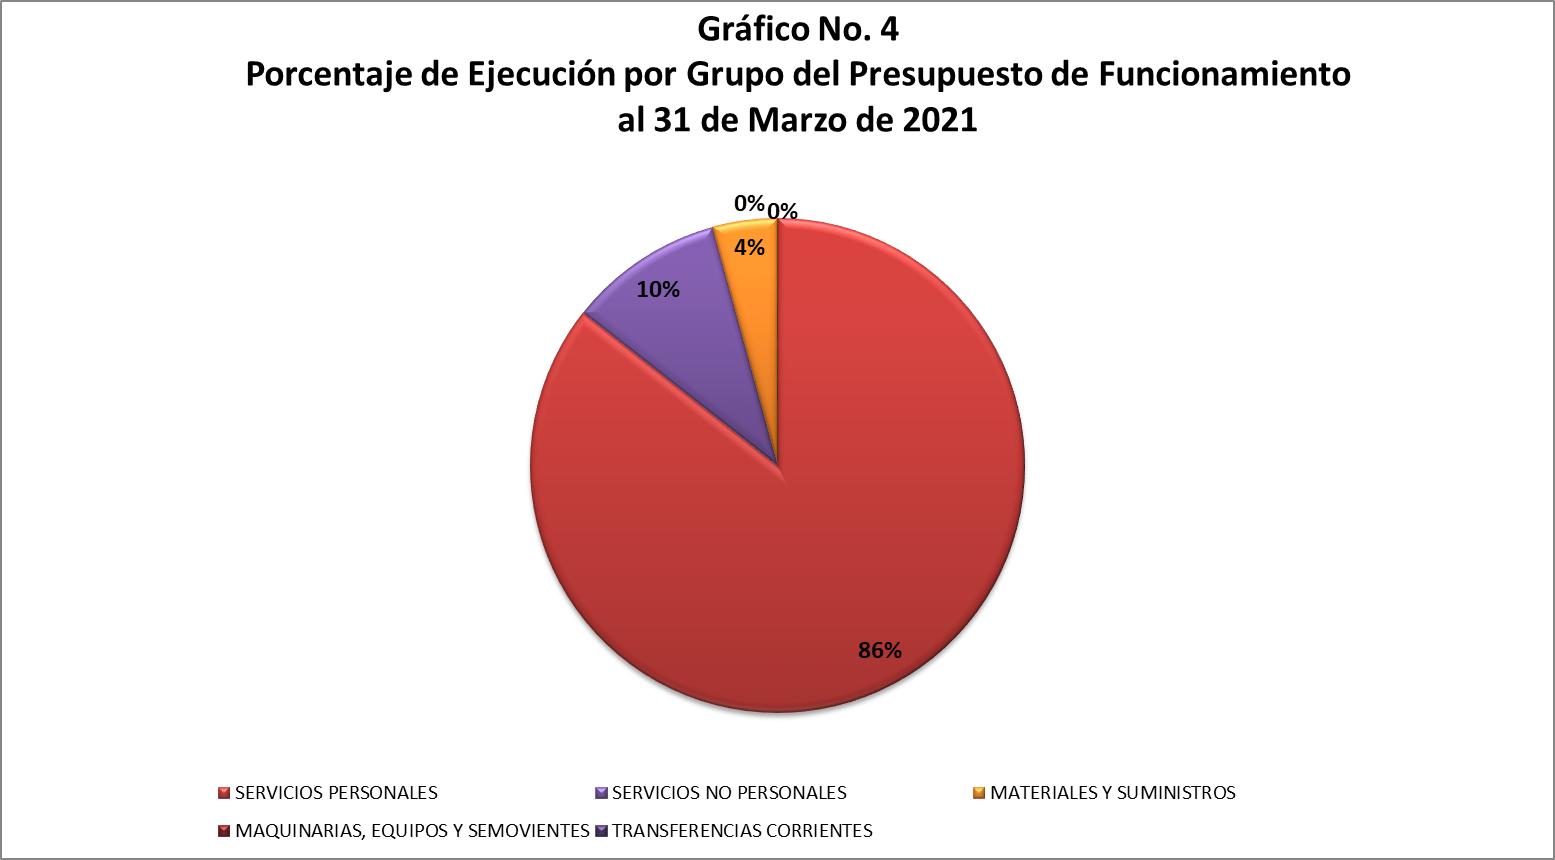 Gráfico No. 4
Porcentaje de Ejecución por Grupo del Presupuesto de Funcionamiento
al 31 de Marzo de 2021
0%
0%
4%
10%
86%
SERVICIOS PERSONALES
SERVICIOS NO PERSONALES
MATERIALES Y SUMINISTROS
MAQUINARIAS, EQUIPOS Y SEMOVIENTES
TRANSFERENCIAS CORRIENTES